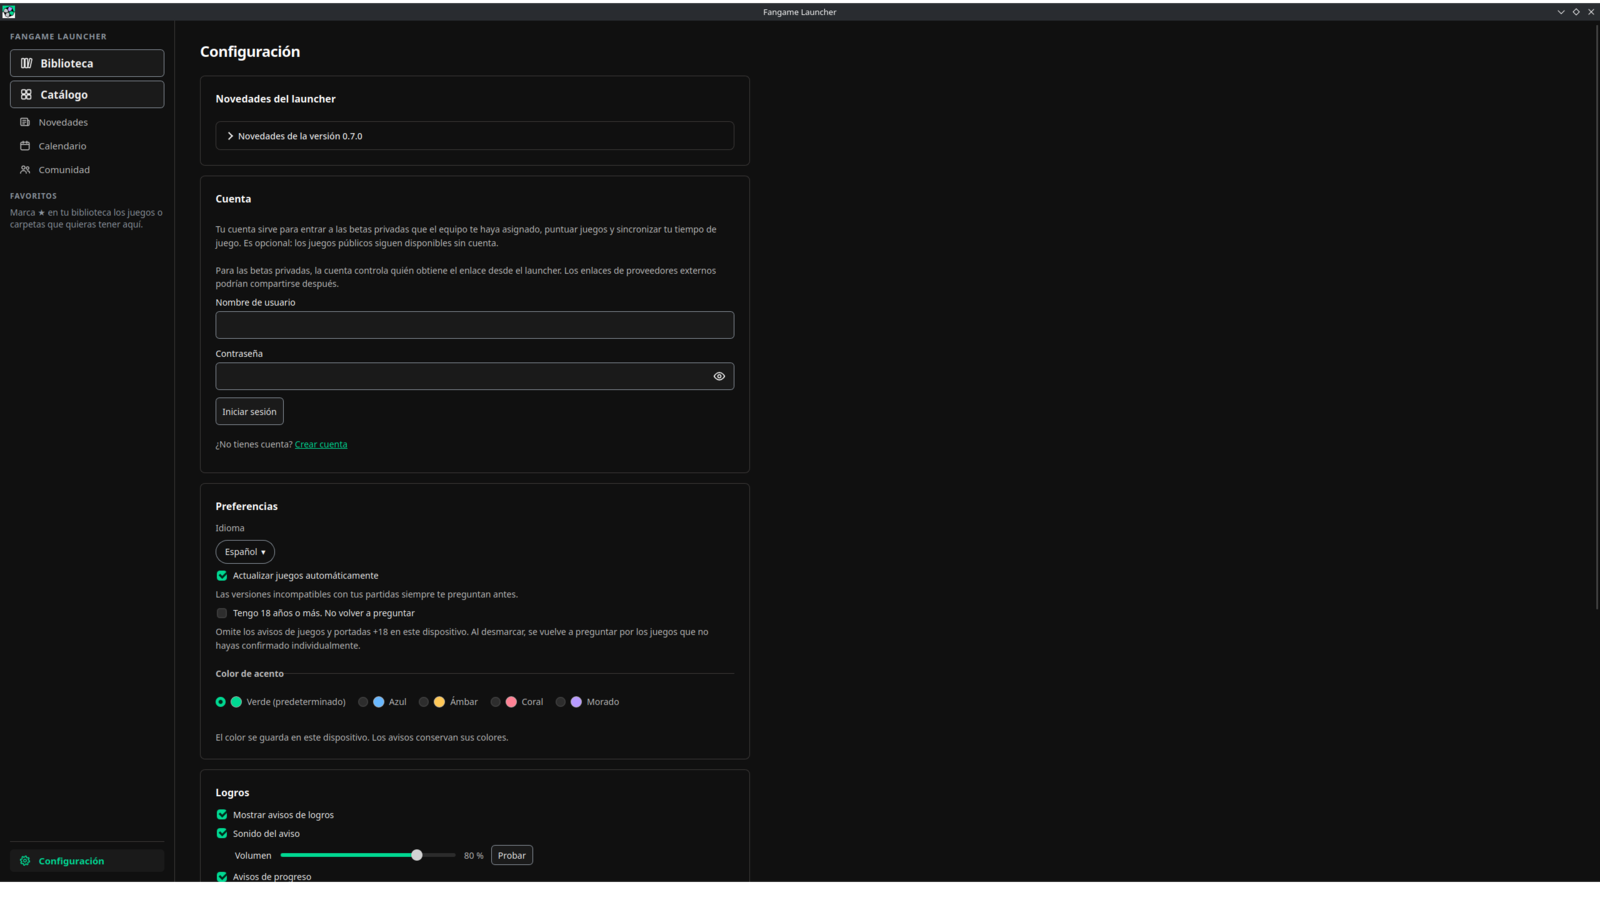 Fangame Launcher
FANGAME LAUNCHER
Biblioteca
Catálogo
Novedades
Calendario
Comunidad
FAVORITOS
Marca ★ en tu biblioteca los juegos o
carpetas que quieras tener aquí.
Configuración
Configuración
Novedades del launcher
Novedades de la versión 0.7.0
Cuenta
Tu cuenta sirve para entrar a las betas privadas que el equipo te haya asignado, puntuar juegos y sincronizar tu tiempo de
juego. Es opcional: los juegos públicos siguen disponibles sin cuenta.
Para las betas privadas, la cuenta controla quién obtiene el enlace desde el launcher. Los enlaces de proveedores externos
podrían compartirse después.
Nombre de usuario
Contraseña
Iniciar sesión
¿No tienes cuenta? Crear cuenta
Preferencias
Idioma
Español ▾
Actualizar juegos automáticamente
Las versiones incompatibles con tus partidas siempre te preguntan antes.
Tengo 18 años o más. No volver a preguntar
Omite los avisos de juegos y portadas +18 en este dispositivo. Al desmarcar, se vuelve a preguntar por los juegos que no
hayas confirmado individualmente.
Color de acento
Verde (predeterminado) Azul Ámbar Coral Morado
El color se guarda en este dispositivo. Los avisos conservan sus colores.
Logros
Mostrar avisos de logros
Sonido del aviso
Volumen 80 % Probar
Avisos de progreso